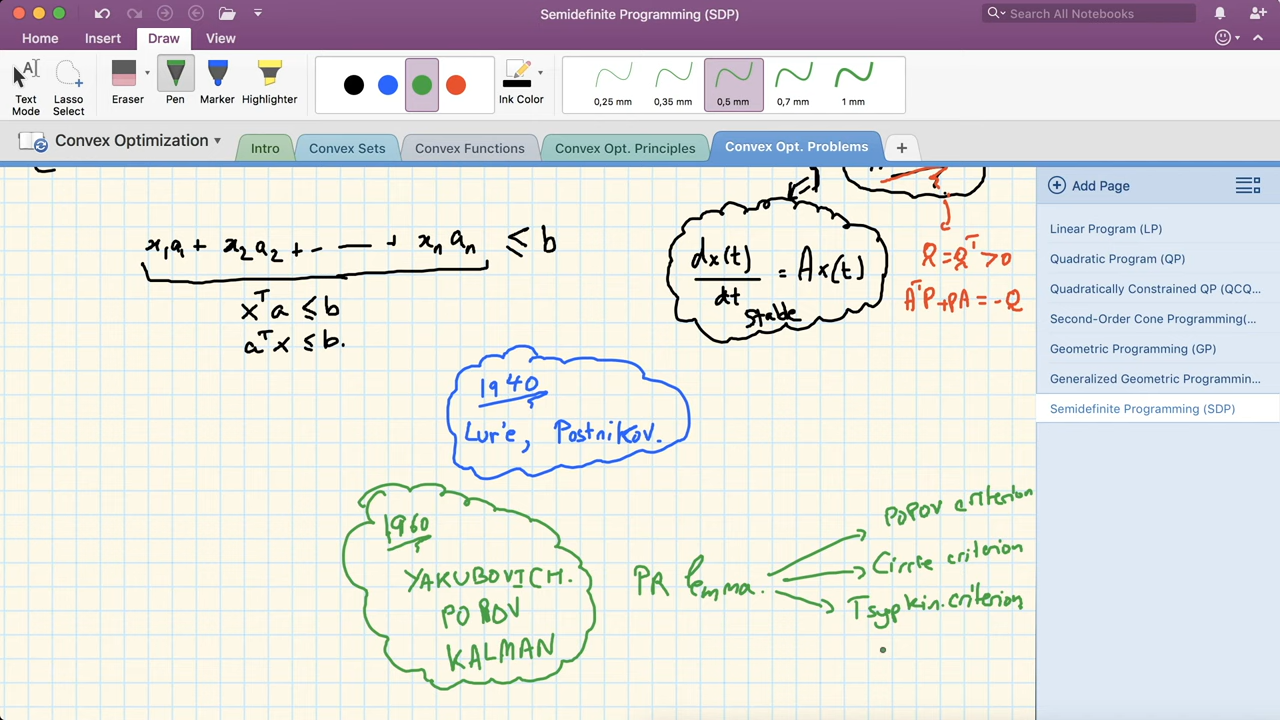 Semidefinite Programming (SDP)
Search All Notebooks
Home
Insert
Draw
View
Text Mode
Lasso Select
Eraser
Pen
Marker
Highlighter
Ink Color
0,25 mm
0,35 mm
0,5 mm
0,7 mm
1 mm
Convex Optimization
Intro
Convex Sets
Convex Functions
Convex Opt. Principles
Convex Opt. Problems
Add Page
Linear Program (LP)
Quadratic Program (QP)
Quadratically Constrained QP (QCQ...
Second-Order Cone Programming(...
Geometric Programming (GP)
Generalized Geometric Programmin...
Semidefinite Programming (SDP)
x₁a₁ + x₂a₂ + - — + xₙaₙ ≤ b
xᵀa ≤ b
aᵀx ≤ b.
dx(t)/dt = Ax(t)
stable
Q = Qᵀ > 0
AᵀP + PA = -Q
1940
Lur'e, Postnikov.
1960
YAKUBOVICH.
POPOV
KALMAN
PR lemma.
POPOV criterion
Circle criterion
Tsypkin criterion